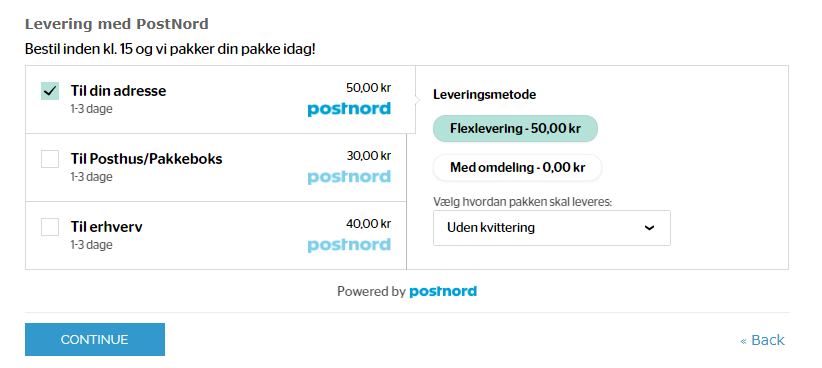 Levering med PostNord
Bestil inden kl. 15 og vi pakker din pakke idag!
Til din adresse
50,00 kr
1-3 dage
postnord
Til Posthus/Pakkeboks
30,00 kr
1-3 dage
postnord
Til erhverv
40,00 kr
1-3 dage
postnord
Leveringsmetode
Flexlevering - 50,00 kr
Med omdeling - 0,00 kr
Vælg hvordan pakken skal leveres:
Uden kvittering
Powered by postnord
CONTINUE
« Back